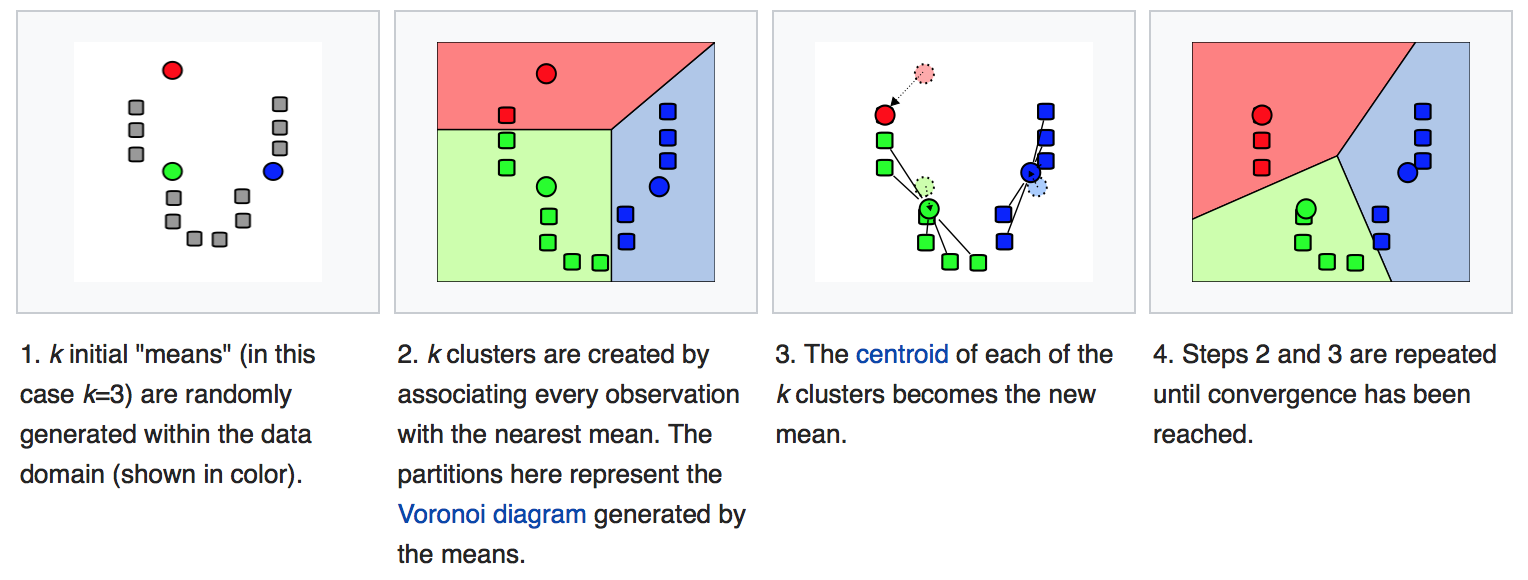 1. k initial "means" (in this
case k=3) are randomly
generated within the data
domain (shown in color).
2. k clusters are created by
associating every observation
with the nearest mean. The
partitions here represent the
Voronoi diagram generated by
the means.
3. The centroid of each of the
k clusters becomes the new
mean.
4. Steps 2 and 3 are repeated
until convergence has been
reached.